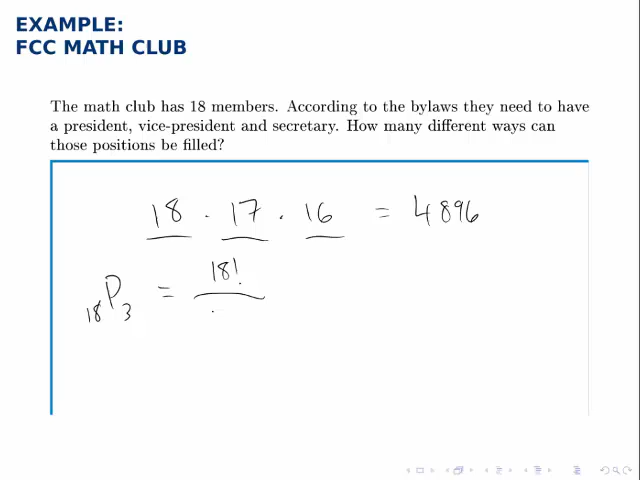 EXAMPLE:
FCC MATH CLUB
The math club has 18 members. According to the bylaws they need to have
a president, vice-president and secretary. How many different ways can
those positions be filled?
18 · 17 · 16 = 4896
₁₈P₃ = 18!